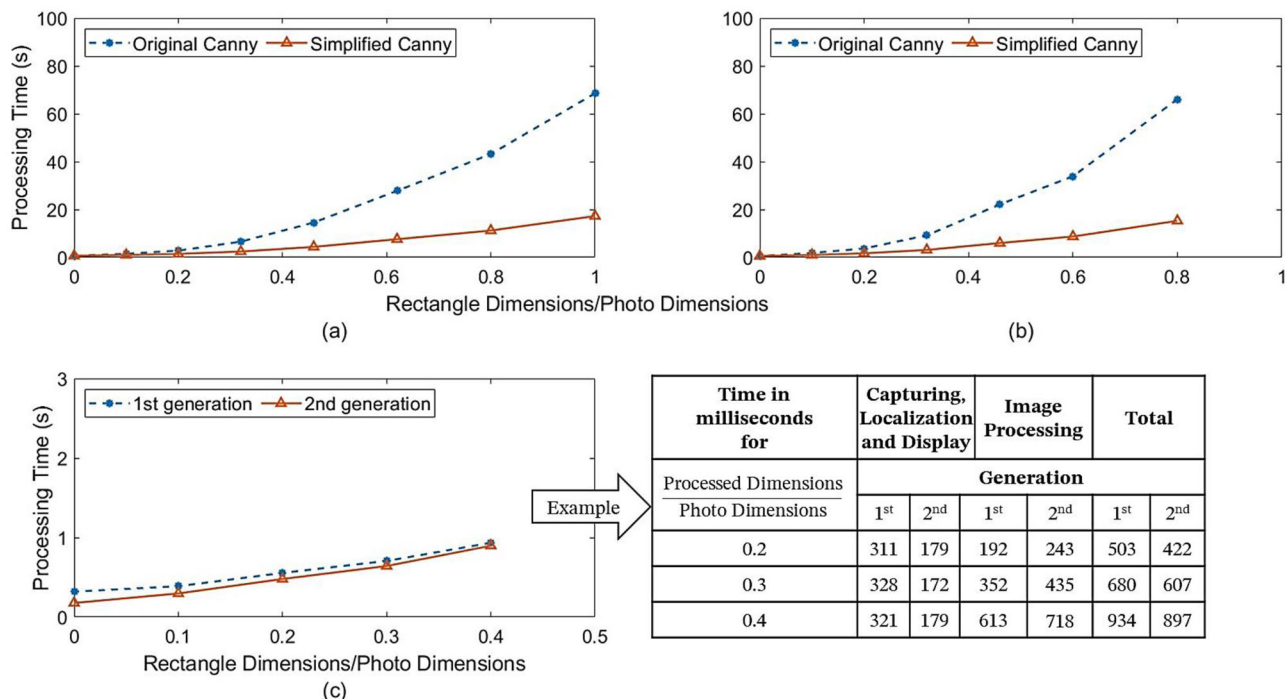 100
80
60
40
20
0
Processing Time (s)
Original Canny
Simplified Canny
0 0.2 0.4 0.6 0.8 1
(a)
100
80
60
40
20
0
Original Canny
Simplified Canny
0 0.2 0.4 0.6 0.8 1
Rectangle Dimensions/Photo Dimensions
(b)
3
2
1
0
Processing Time (s)
1st generation
2nd generation
0 0.1 0.2 0.3 0.4 0.5
Rectangle Dimensions/Photo Dimensions
(c)
Example
Time in
milliseconds
for
Capturing,
Localization
and Display
Image
Processing
Total
Processed Dimensions
Photo Dimensions
Generation
1st 2nd 1st 2nd 1st 2nd
0.2 311 179 192 243 503 422
0.3 328 172 352 435 680 607
0.4 321 179 613 718 934 897